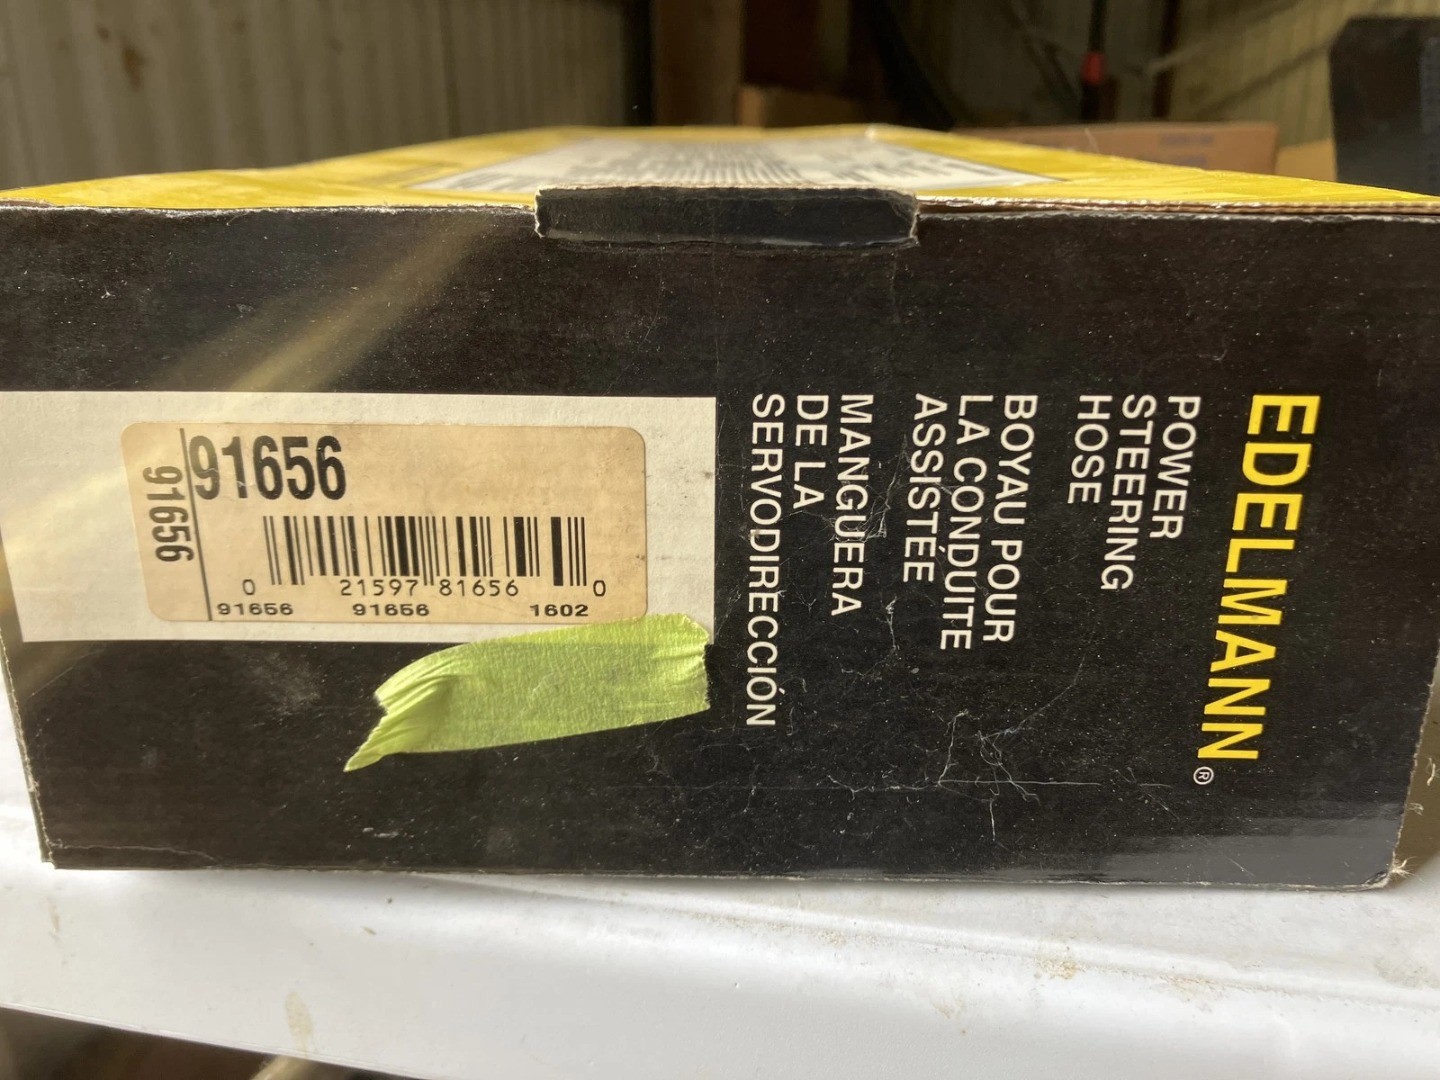 EDELMANN®
POWER
STEERING
HOSE
BOYAU POUR
LA CONDUITE
ASSISTÉE
MANGUERA
DE LA
SERVODIRECCIÓN
91656
91656
0 21597 81656 0
91656 91656 1602